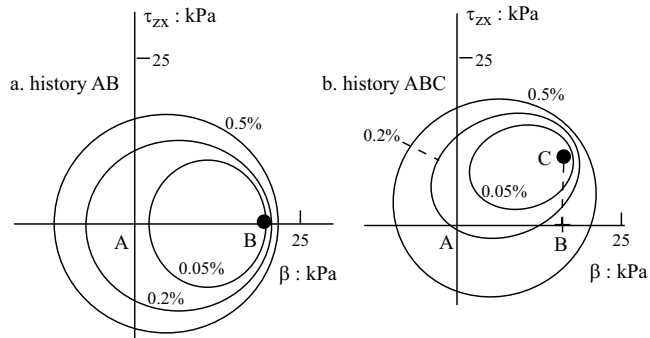 τzx : kPa
25
a. history AB
0.5%
A
B
0.05%
0.2%
25
β : kPa
τzx : kPa
25
b. history ABC
0.5%
0.2%
C
0.05%
A
B
25
β : kPa